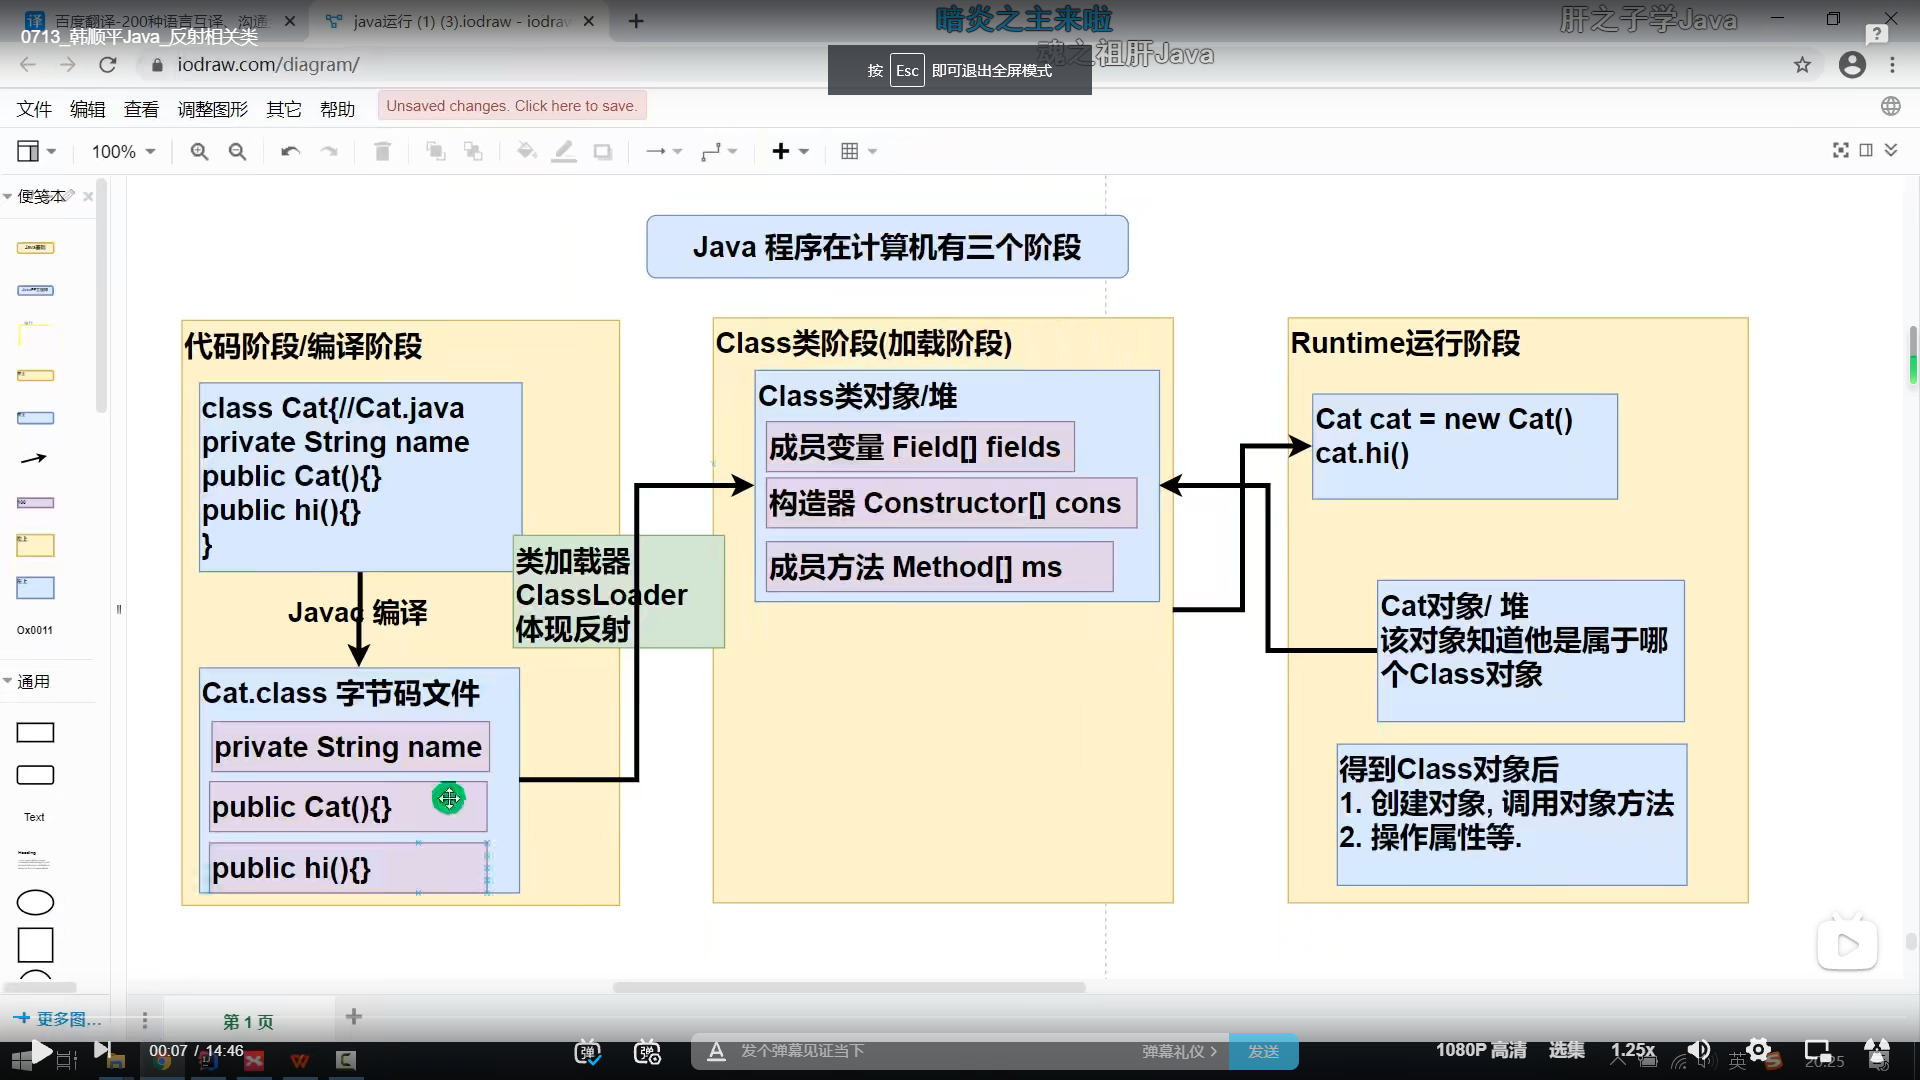 暗炎之主来啦
肝之子学Java
百度翻译-200种语言互译、沟通
java运行 (1) (3).iodraw - iodraw
0713_韩顺平Java_反射相关类
魂之祖肝Java
iodraw.com/diagram/
按 Esc 即可退出全屏模式
文件 编辑 查看 调整图形 其它 帮助
Unsaved changes. Click here to save.
100%
便笺本
Java 程序在计算机有三个阶段
代码阶段/编译阶段
class Cat{//Cat.java
private String name
public Cat(){}
public hi(){}
}
Javac 编译
Cat.class 字节码文件
private String name
public Cat(){}
public hi(){}
类加载器
ClassLoader
体现反射
Class类阶段(加载阶段)
Class类对象/堆
成员变量 Field[] fields
构造器 Constructor[] cons
成员方法 Method[] ms
Runtime运行阶段
Cat cat = new Cat()
cat.hi()
Cat对象/ 堆
该对象知道他是属于哪
个Class对象
得到Class对象后
1. 创建对象, 调用对象方法
2. 操作属性等.
Ox0011
通用
Text
Heading
更多图...
第 1 页
00:07 / 14:46
弹
弹
发个弹幕见证当下
弹幕礼仪
发送
1080P 高清
选集
1.25x
英
20:25